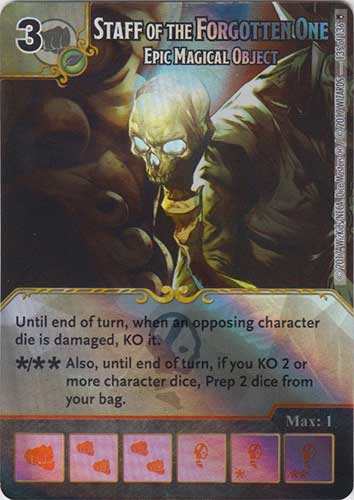 3
STAFF OF THE FORGOTTEN ONE
EPIC MAGICAL OBJECT
Until end of turn, when an opposing character
die is damaged, KO it.
*/** Also, until end of turn, if you KO 2 or
more character dice, Prep 2 dice from
your bag.
Max: 1
*
**